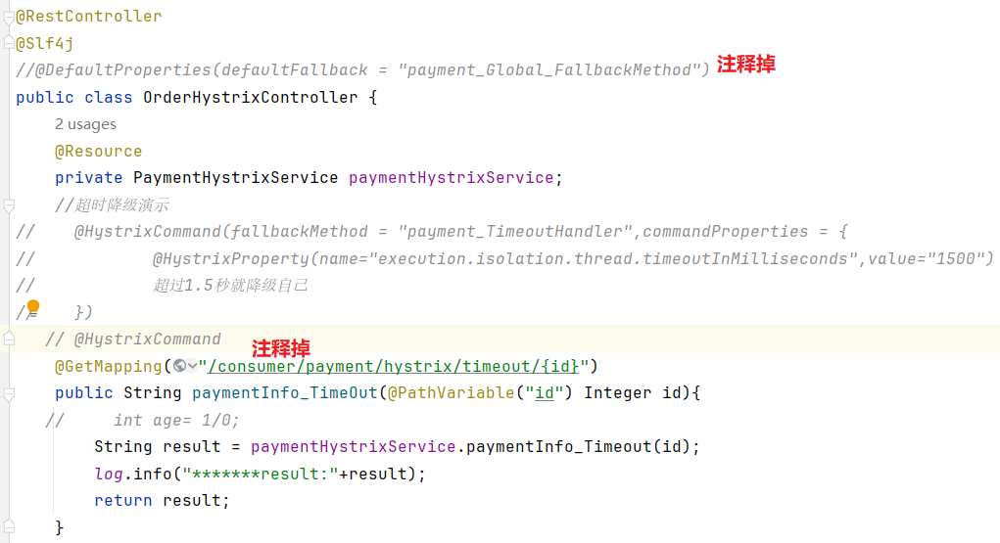 @RestController
@Slf4j
//@DefaultProperties(defaultFallback = "payment_Global_FallbackMethod") 注释掉
public class OrderHystrixController {
2 usages
@Resource
private PaymentHystrixService paymentHystrixService;
//超时降级演示
// @HystrixCommand(fallbackMethod = "payment_TimeoutHandler",commandProperties = {
// @HystrixProperty(name="execution.isolation.thread.timeoutInMilliseconds",value="1500")
// 超过1.5秒就降级自己
// })
// @HystrixCommand 注释掉
@GetMapping("/consumer/payment/hystrix/timeout/{id}")
public String paymentInfo_TimeOut(@PathVariable("id") Integer id){
// int age= 1/0;
String result = paymentHystrixService.paymentInfo_Timeout(id);
log.info("*******result:"+result);
return result;
}